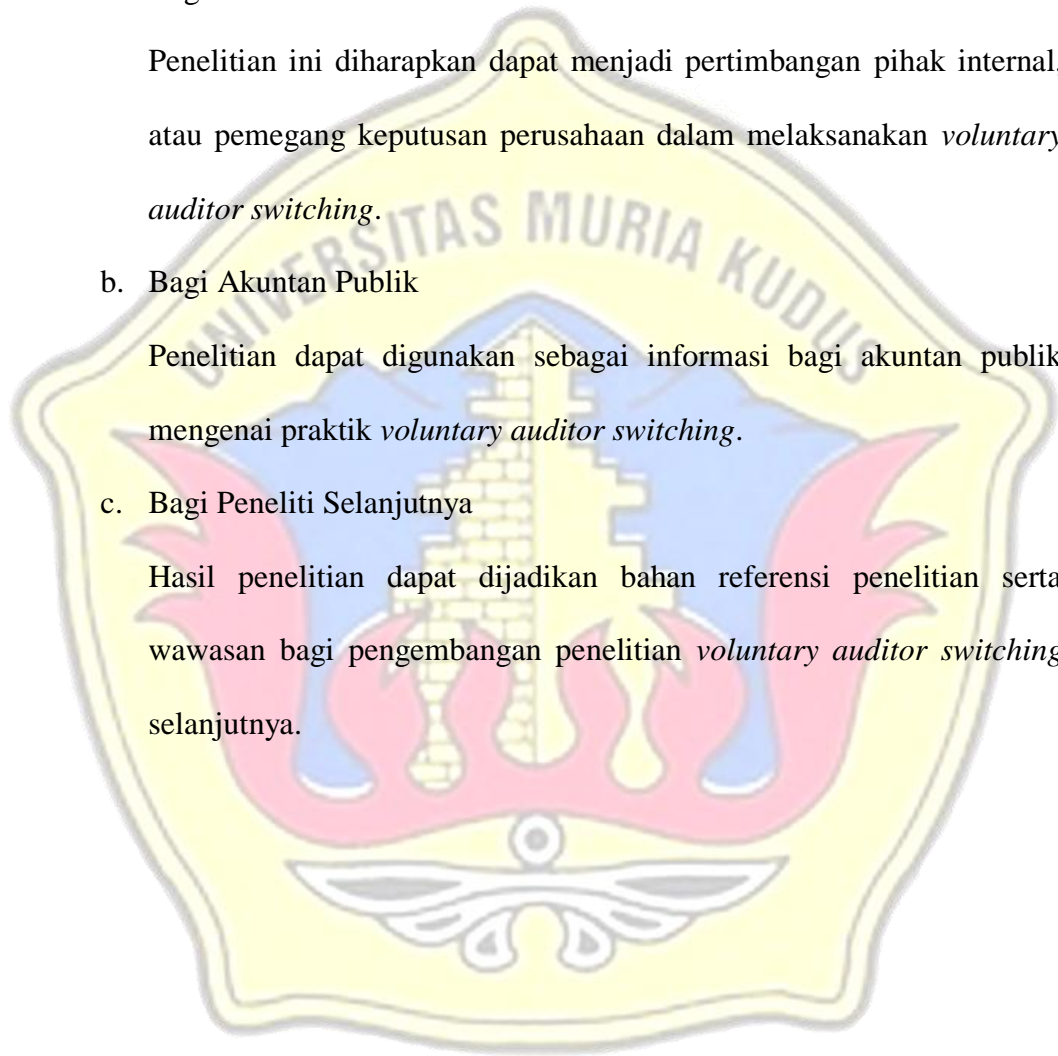 Penelitian ini diharapkan dapat menjadi pertimbangan pihak internal,
atau pemegang keputusan perusahaan dalam melaksanakan voluntary
auditor switching.
UNIVERSITAS MURIA KUDUS
b. Bagi Akuntan Publik
Penelitian dapat digunakan sebagai informasi bagi akuntan publik
mengenai praktik voluntary auditor switching.
c. Bagi Peneliti Selanjutnya
Hasil penelitian dapat dijadikan bahan referensi penelitian serta
wawasan bagi pengembangan penelitian voluntary auditor switching
selanjutnya.